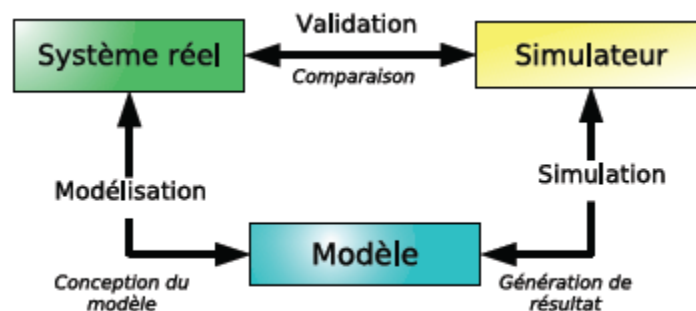 Validation
Système réel
Simulateur
Comparaison
Modélisation
Simulation
Modèle
Conception du
modèle
Génération de
résultat